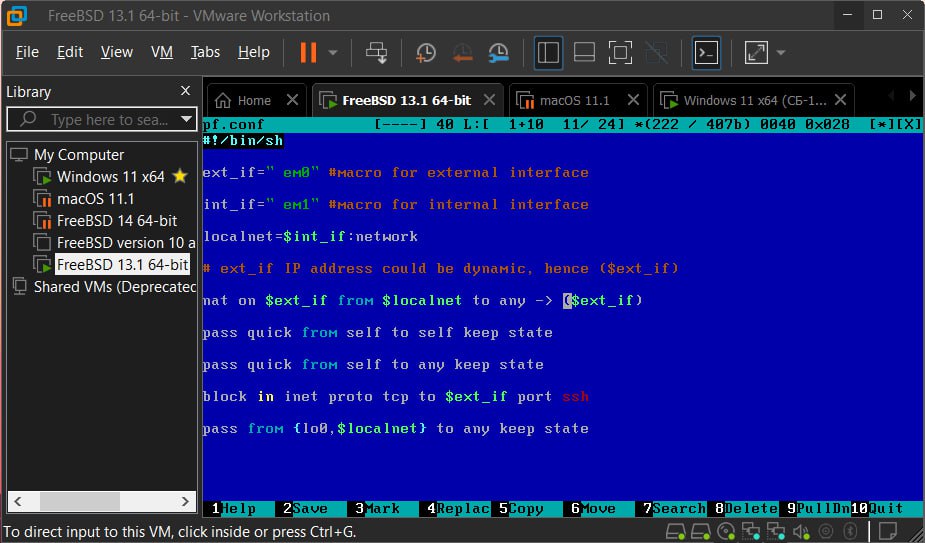 FreeBSD 13.1 64-bit - VMware Workstation
File Edit View VM Tabs Help
Library
Type here to sea...
My Computer
Windows 11 x64
macOS 11.1
FreeBSD 14 64-bit
FreeBSD version 10 a
FreeBSD 13.1 64-bit
Shared VMs (Deprecated
Home FreeBSD 13.1 64-bit macOS 11.1 Windows 11 x64 (СБ-1...
pf.conf [----] 40 L:[ 1+10 11/ 24] *(222 / 407b) 0040 0x028 [*][X]
#!/bin/sh
ext_if=" em0" #macro for external interface
int_if=" em1" #macro for internal interface
localnet=$int_if:network
# ext_if IP address could be dynamic, hence ($ext_if)
nat on $ext_if from $localnet to any -> ($ext_if)
pass quick from self to self keep state
pass quick from self to any keep state
block in inet proto tcp to $ext_if port ssh
pass from {lo0,$localnet} to any keep state
1Help 2Save 3Mark 4Replac 5Copy 6Move 7Search 8Delete 9PullDn 10Quit
To direct input to this VM, click inside or press Ctrl+G.